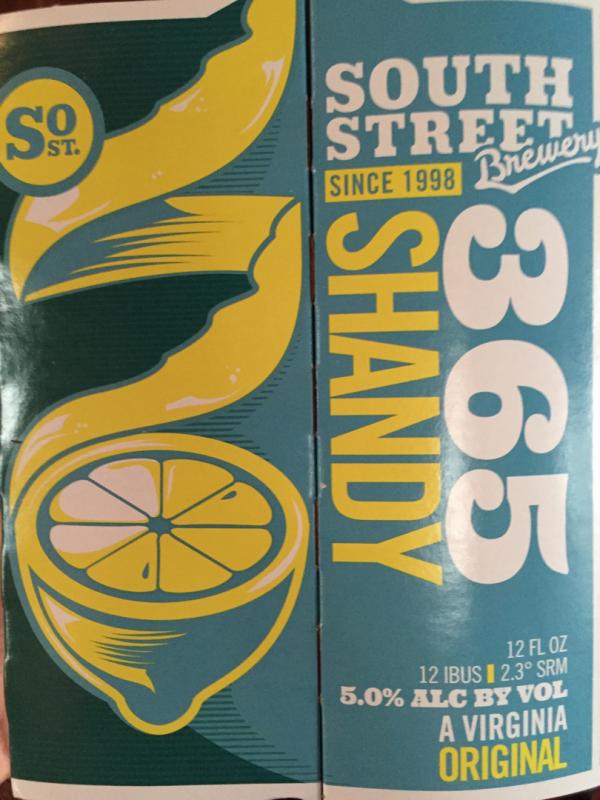 So
ST.
SOUTH
STREET
Brewery
SINCE 1998
365
SHANDY
12 FL OZ
12 IBUS | 2.3° SRM
5.0% ALC BY VOL
A VIRGINIA
ORIGINAL